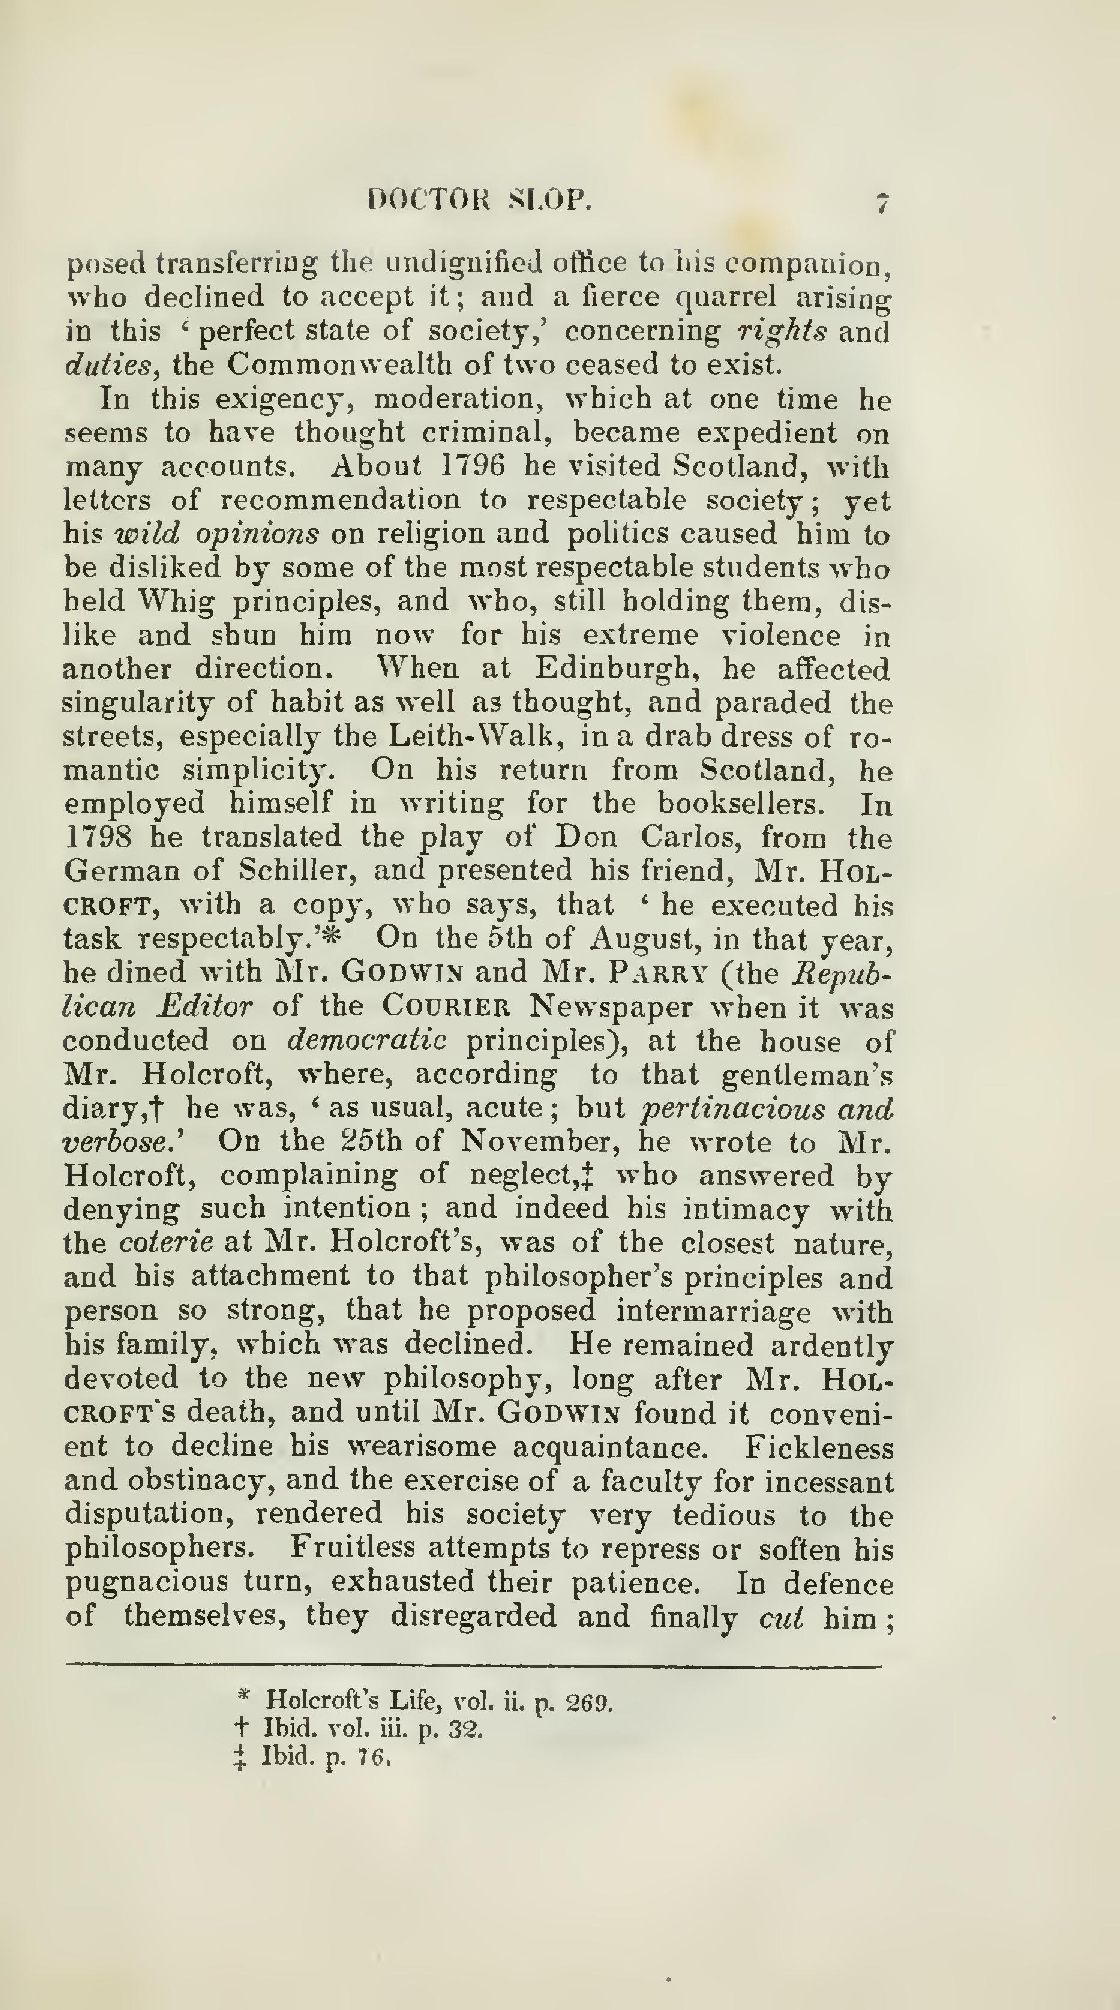 DOCTOR SLOP. 7
posed transferring the undignified office to his companion,
who declined to accept it; and a fierce quarrel arising
in this ‘ perfect state of society,’ concerning rights and
duties, the Commonwealth of two ceased to exist.
In this exigency, moderation, which at one time he
seems to have thought criminal, became expedient on
many accounts. About 1796 he visited Scotland, with
letters of recommendation to respectable society; yet
his wild opinions on religion and politics caused him to
be disliked by some of the most respectable students who
held Whig principles, and who, still holding them, dis-
like and shun him now for his extreme violence in
another direction. When at Edinburgh, he affected
singularity of habit as well as thought, and paraded the
streets, especially the Leith-Walk, in a drab dress of ro-
mantic simplicity. On his return from Scotland, he
employed himself in writing for the booksellers. In
1798 he translated the play of Don Carlos, from the
German of Schiller, and presented his friend, Mr. HOL-
CROFT, with a copy, who says, that ‘ he executed his
task respectably.’* On the 5th of August, in that year,
he dined with Mr. GODWIN and Mr. PARRY (the Repub-
lican Editor of the COURIER Newspaper when it was
conducted on democratic principles), at the house of
Mr. Holcroft, where, according to that gentleman’s
diary,† he was, ‘ as usual, acute; but pertinacious and
verbose.’ On the 25th of November, he wrote to Mr.
Holcroft, complaining of neglect,‡ who answered by
denying such intention ; and indeed his intimacy with
the coterie at Mr. Holcroft’s, was of the closest nature,
and his attachment to that philosopher’s principles and
person so strong, that he proposed intermarriage with
his family, which was declined. He remained ardently
devoted to the new philosophy, long after Mr. HOL-
CROFT'S death, and until Mr. GODWIN found it conveni-
ent to decline his wearisome acquaintance. Fickleness
and obstinacy, and the exercise of a faculty for incessant
disputation, rendered his society very tedious to the
philosophers. Fruitless attempts to repress or soften his
pugnacious turn, exhausted their patience. In defence
of themselves, they disregarded and finally cut him ;
* Holcroft’s Life, vol. ii. p. 269.
† Ibid. vol. iii. p. 32.
‡ Ibid. p. 76.